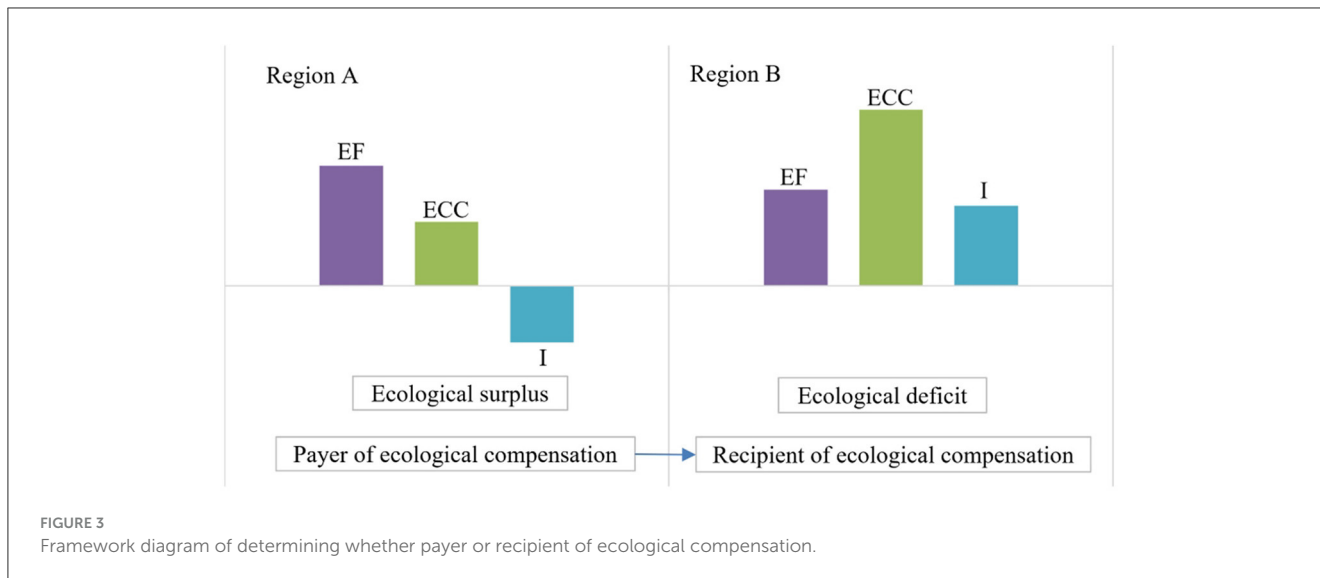 Region A
EF
ECC
I
Ecological surplus
Payer of ecological compensation
Region B
EF
ECC
I
Ecological deficit
Recipient of ecological compensation
FIGURE 3
Framework diagram of determining whether payer or recipient of ecological compensation.